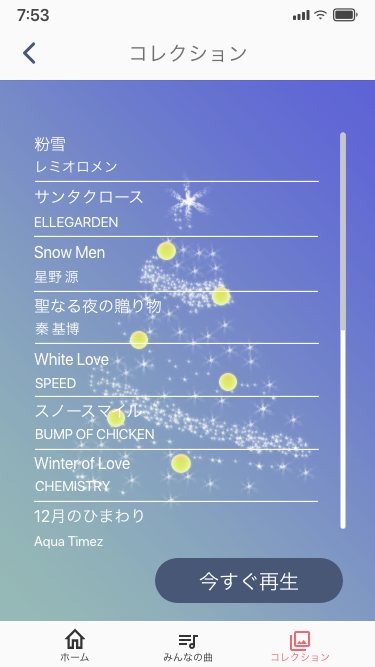 7:53
コレクション
粉雪
レミオロメン
サンタクロース
ELLEGARDEN
Snow Men
星野 源
聖なる夜の贈り物
秦 基博
White Love
SPEED
スノースマイル
BUMP OF CHICKEN
Winter of Love
CHEMISTRY
12月のひまわり
Aqua Timez
今すぐ再生
ホーム
みんなの曲
コレクション